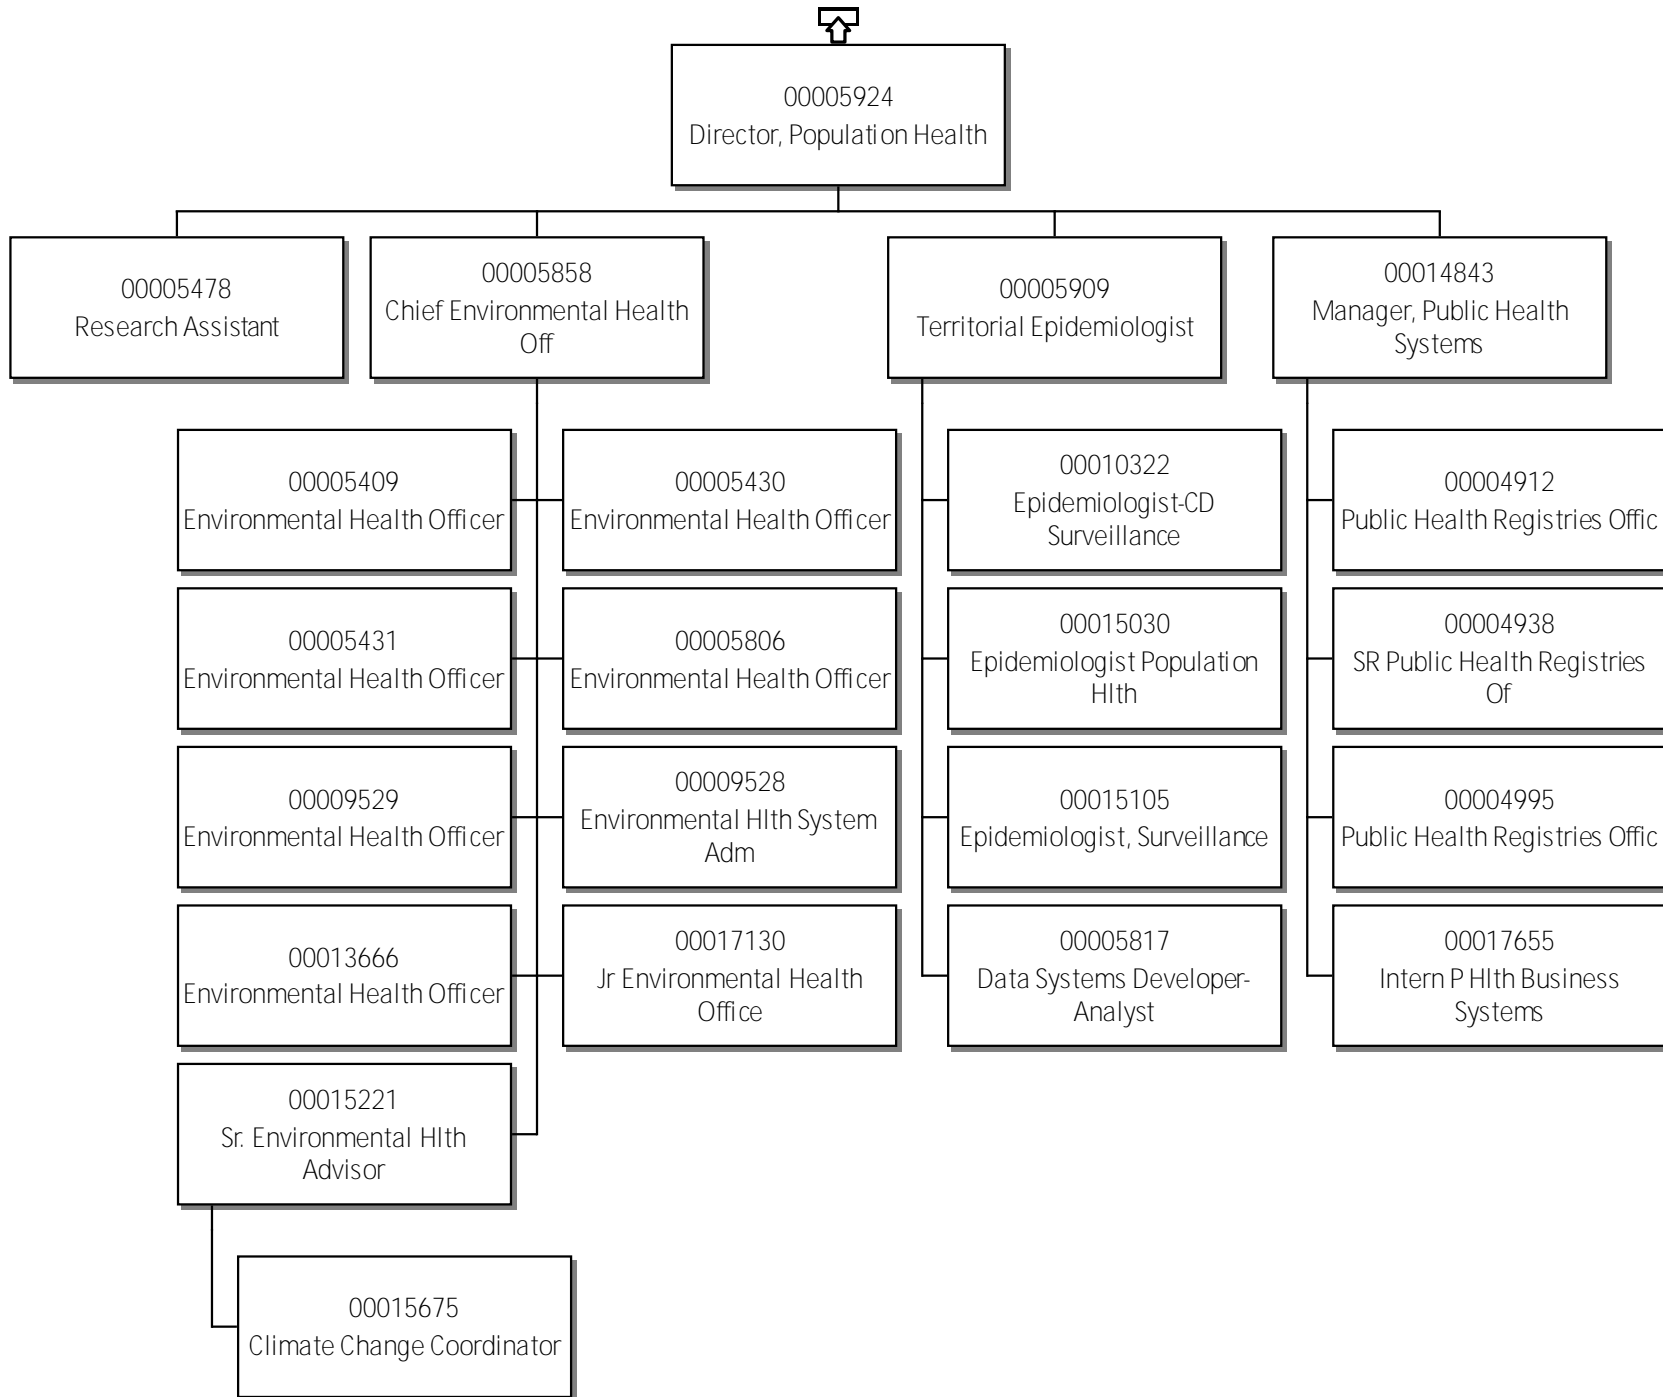 00005924
Director, Population Health
00005478
Research Assistant
00005858
Chief Environmental Health
Off
00005909
Territorial Epidemiologist
00014843
Manager, Public Health
Systems
00005409
Environmental Health Officer
00005430
Environmental Health Officer
00010322
Epidemiologist-CD
Surveillance
00004912
Public Health Registries Offic
00005431
Environmental Health Officer
00005806
Environmental Health Officer
00015030
Epidemiologist Population
Hlth
00004938
SR Public Health Registries
Of
00009529
Environmental Health Officer
00009528
Environmental Hlth System
Adm
00015105
Epidemiologist, Surveillance
00004995
Public Health Registries Offic
00013666
Environmental Health Officer
00017130
Jr Environmental Health
Office
00005817
Data Systems Developer-
Analyst
00017655
Intern P Hlth Business
Systems
00015221
Sr. Environmental Hlth
Advisor
00015675
Climate Change Coordinator